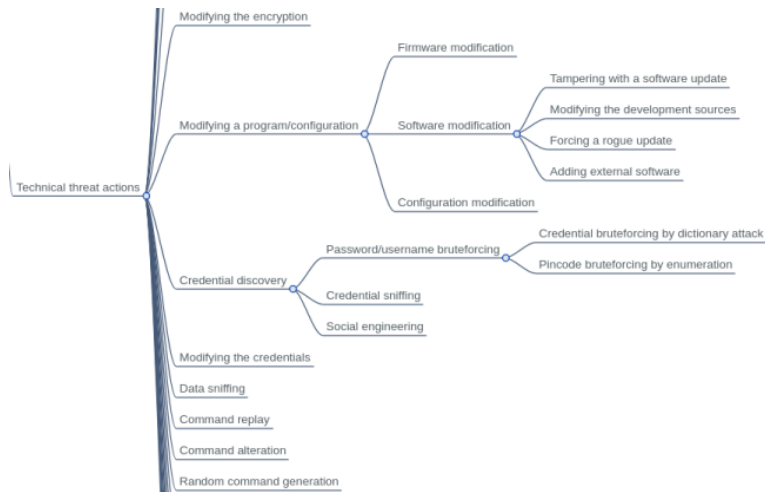 Modifying the encryption
Firmware modification
Tampering with a software update
Modifying the development sources
Modifying a program/configuration
Software modification
Forcing a rogue update
Adding external software
Technical threat actions
Configuration modification
Credential bruteforcing by dictionary attack
Password/username bruteforcing
Pincode bruteforcing by enumeration
Credential discovery
Credential sniffing
Social engineering
Modifying the credentials
Data sniffing
Command replay
Command alteration
Random command generation